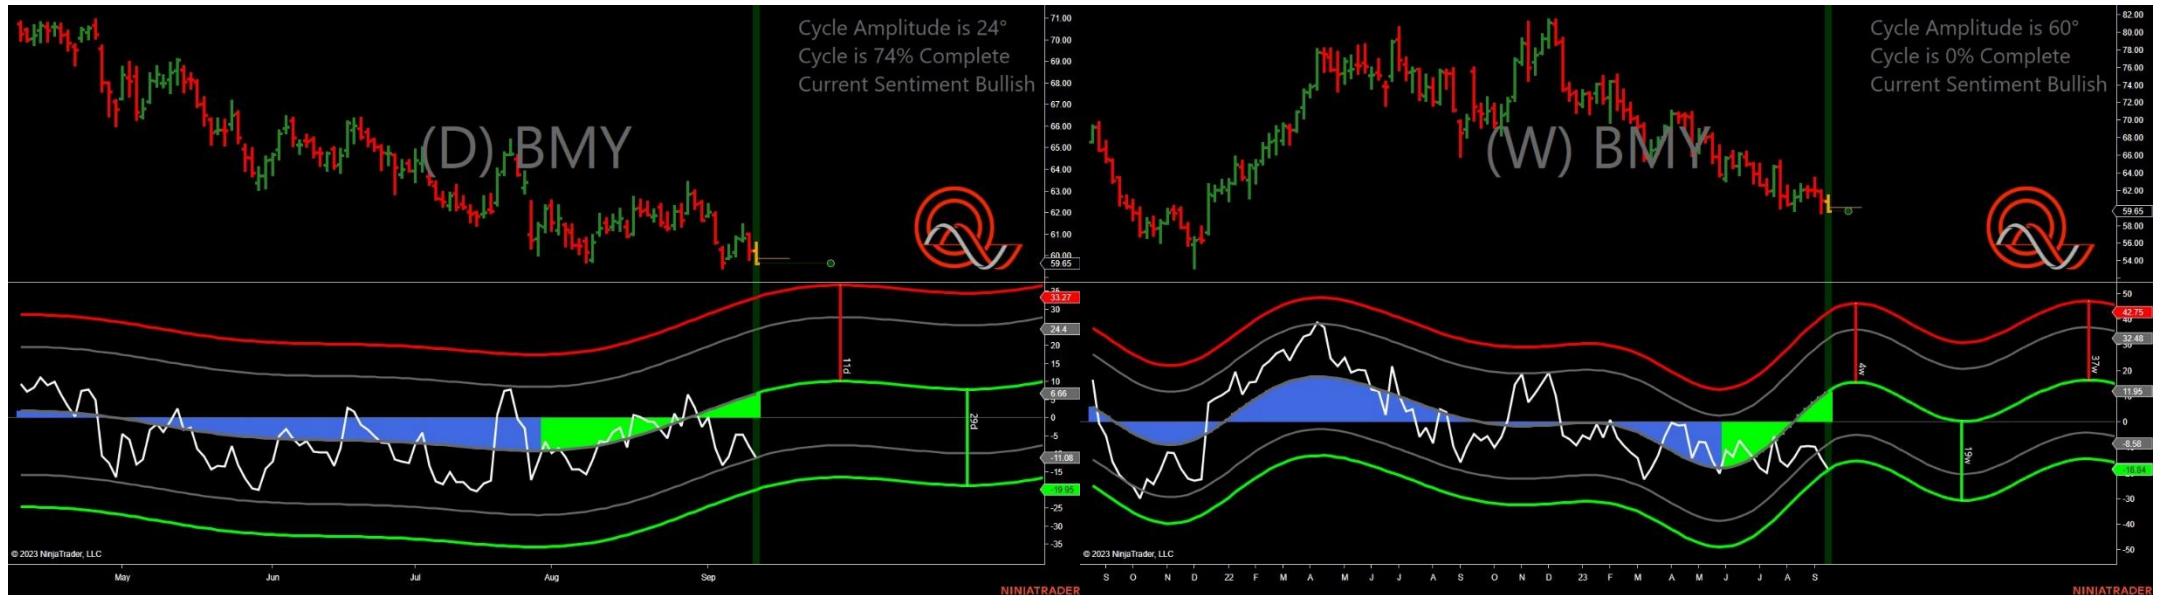 Cycle Amplitude is 24°
Cycle is 74% Complete
Current Sentiment Bullish
(D) BMY
71.00
70.00
69.00
68.00
67.00
66.00
65.00
64.00
63.00
62.00
61.00
60.00
59.65
33.27
30
24.4
20
15
10
6.66
5
0
-5
-11.08
-15
-19.95
-25
-30
-35
11d
29d
© 2023 NinjaTrader, LLC
May Jun Jul Aug Sep
NINJATRADER
Cycle Amplitude is 60°
Cycle is 0% Complete
Current Sentiment Bullish
(W) BMY
82.00
80.00
78.00
76.00
74.00
72.00
70.00
68.00
66.00
64.00
62.00
59.65
58.00
56.00
54.00
50
42.75
32.48
20
11.95
0
-8.58
-18.84
-30
-40
-50
4w
19w
37w
© 2023 NinjaTrader, LLC
S O N D 22 F M A M J J A S O N D 23 F M A M J J A S
NINJATRADER